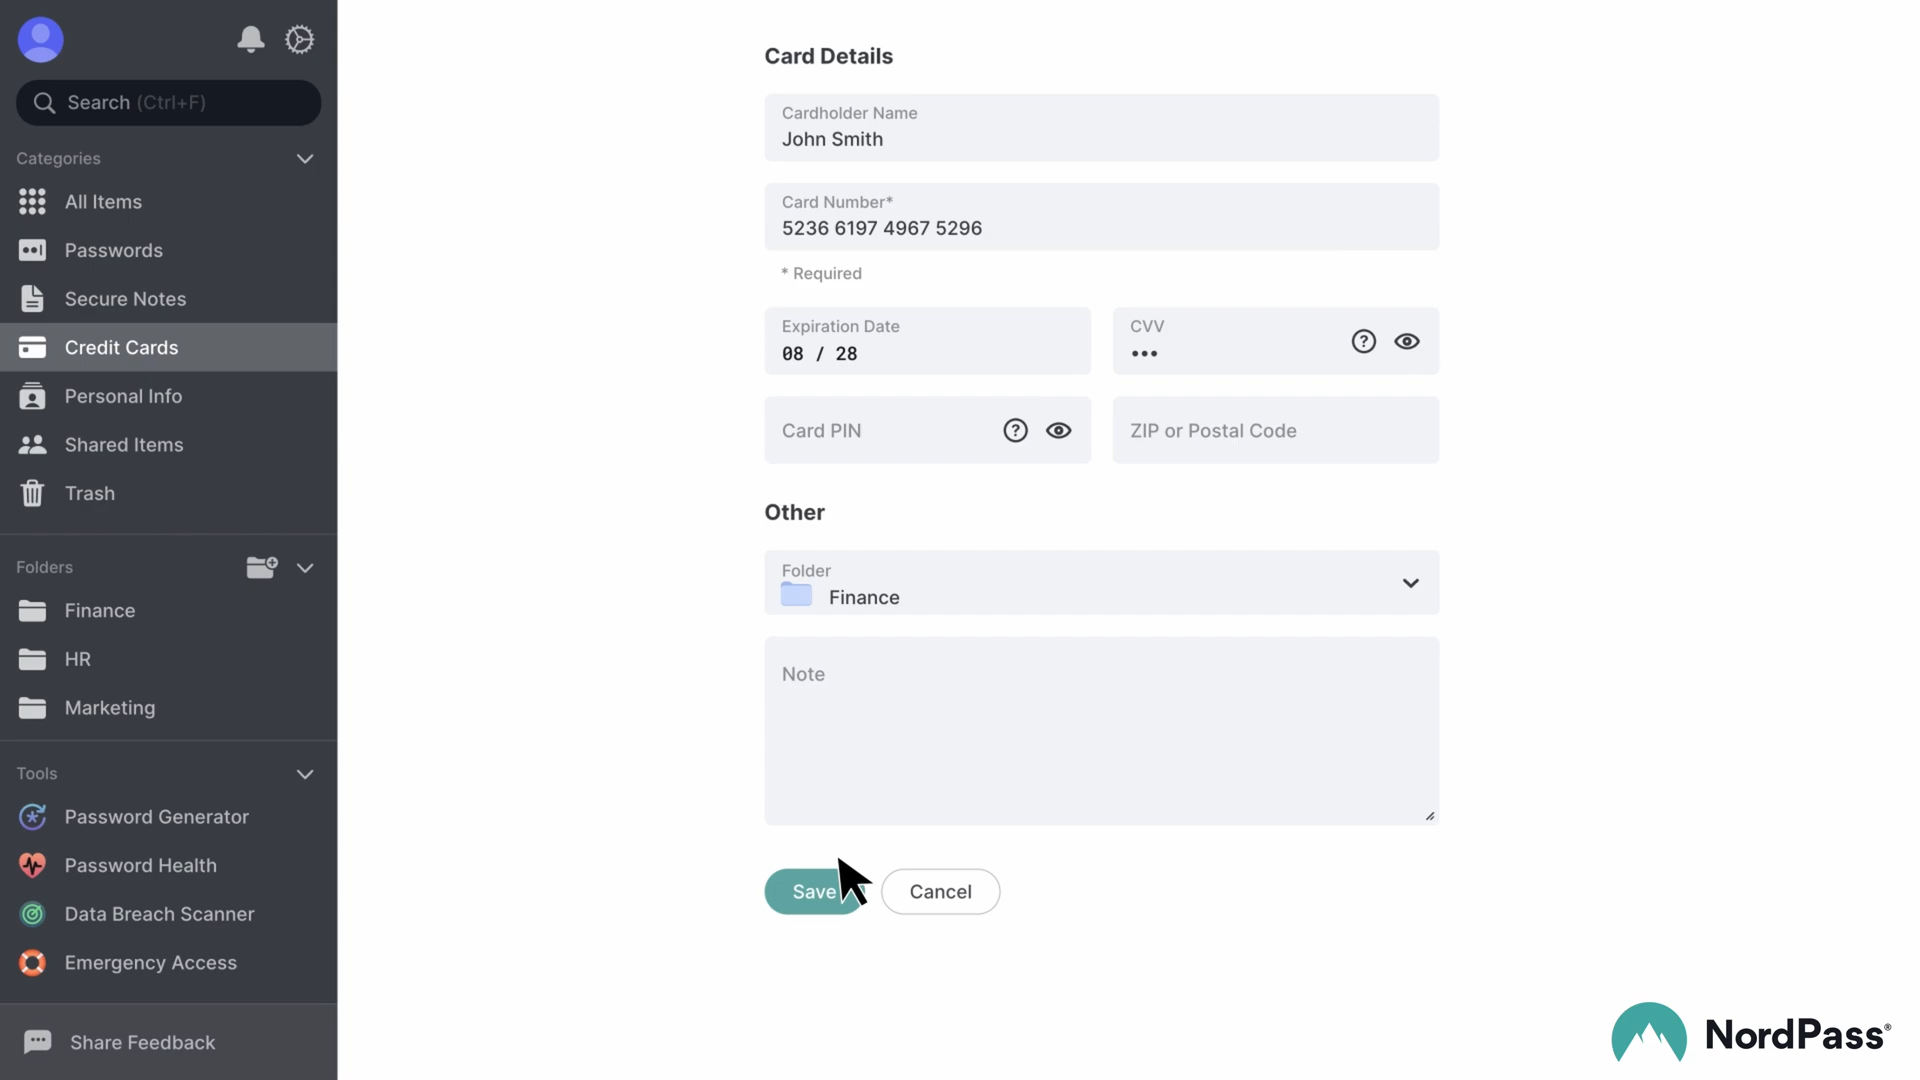 Search (Ctrl+F)
Categories
All Items
Passwords
Secure Notes
Credit Cards
Personal Info
Shared Items
Trash
Folders
Finance
HR
Marketing
Tools
Password Generator
Password Health
Data Breach Scanner
Emergency Access
Share Feedback
Card Details
Cardholder Name
John Smith
Card Number*
5236 6197 4967 5296
* Required
Expiration Date
08 / 28
CVV
•••
Card PIN
ZIP or Postal Code
Other
Folder
Finance
Note
Save
Cancel
NordPass®